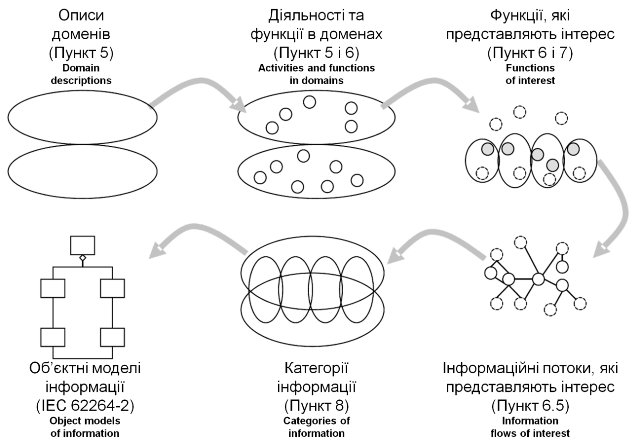 Описи
доменів
(Пункт 5)
Domain
descriptions
Діяльності та
функції в доменах
(Пункт 5 і 6)
Activities and functions
in domains
Функції, які
представляють інтерес
(Пункт 6 і 7)
Functions
of interest
Об’єктні моделі
інформації
(IEC 62264-2)
Object models
of information
Категорії
інформації
(Пункт 8)
Categories of
information
Інформаційні потоки, які
представляють інтерес
(Пункт 6.5)
Information
flows of interest